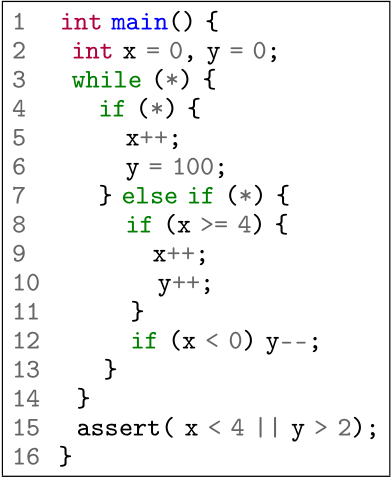 1 int main() {
2 int x = 0, y = 0;
3 while (*) {
4 if (*) {
5 x++;
6 y = 100;
7 } else if (*) {
8 if (x >= 4) {
9 x++;
10 y++;
11 }
12 if (x < 0) y--;
13 }
14 }
15 assert( x < 4 || y > 2);
16 }